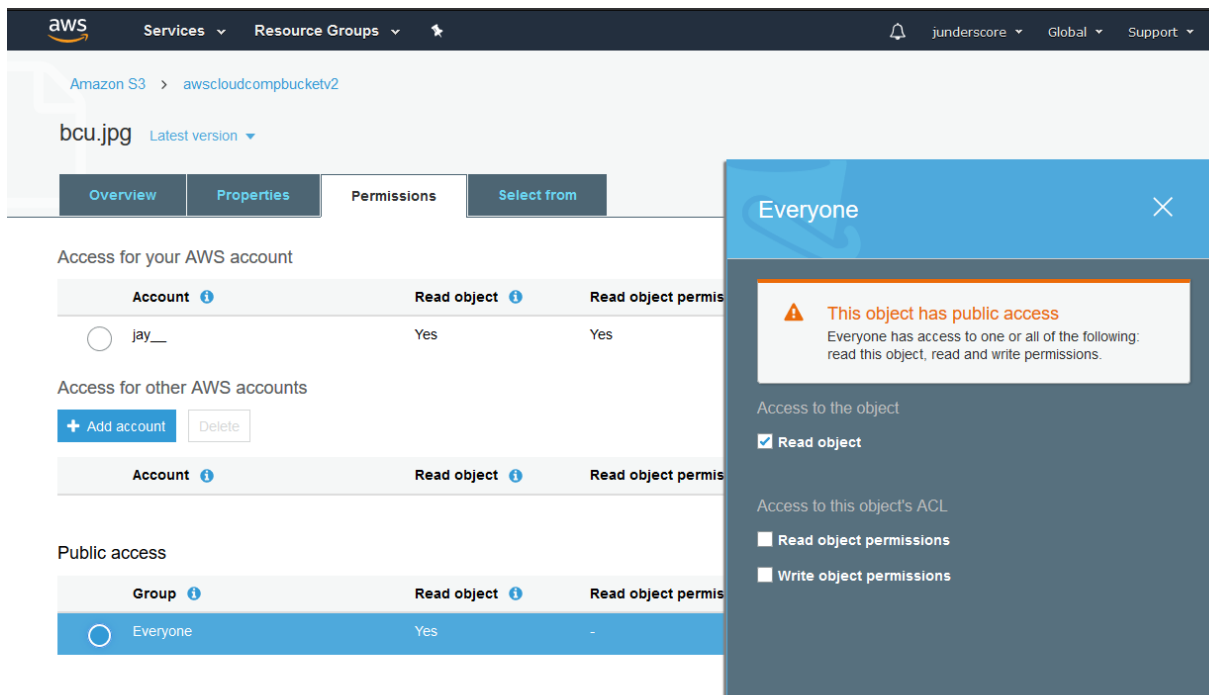 aws Services Resource Groups junderscore Global Support
Amazon S3 > awscloudcompbucketv2
bcu.jpg Latest version
Overview Properties Permissions Select from
Access for your AWS account
Account Read object Read object permis
jay__ Yes Yes
Access for other AWS accounts
+ Add account Delete
Account Read object Read object permis
Public access
Group Read object Read object permis
Everyone Yes -
Everyone
This object has public access
Everyone has access to one or all of the following:
read this object, read and write permissions.
Access to the object
Read object
Access to this object's ACL
Read object permissions
Write object permissions